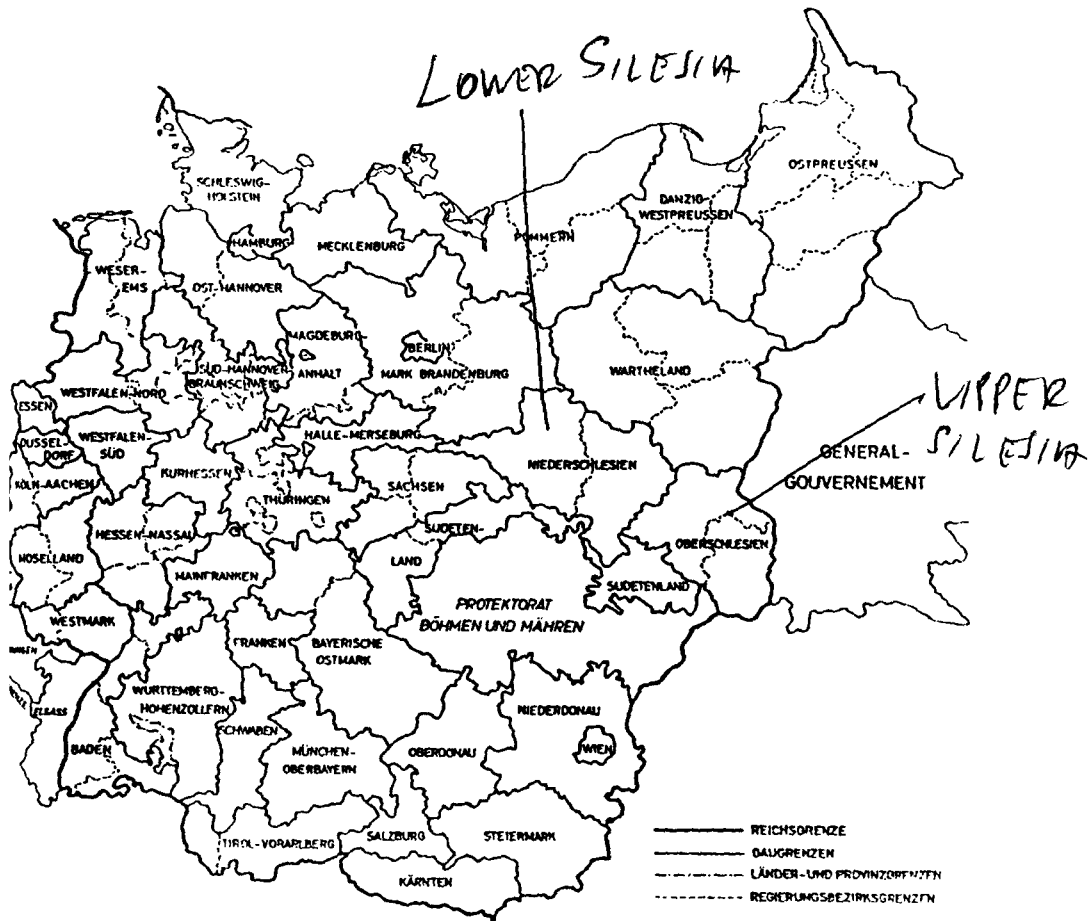 LOWER SILESIA
OSTPREUSSEN
SCHLESWIG-
HOLSTEIN
DANZIG-
WESTPREUSSEN
HAMBURG
MECKLENBURG
POMMERN
WESER-
EMS
OST-HANNOVER
MAGDEBURG-
ANHALT
BERLIN
MARK BRANDENBURG
WARTHELAND
SÜD-HANNOVER
BRAUNSCHWEIG
WESTFALEN-NORD
ESSEN
UPPER
SILESIA
DUSSEL-
DORF
WESTFALEN-
SÜD
HALLE-MERSEBURG
NIEDERSCHLESIEN
GENERAL-
GOUVERNEMENT
KÖLN-AACHEN
KURHESSEN
THÜRINGEN
SACHSEN
SUDETEN-
LAND
HESSEN-NASSAU
OBERSCHLESIEN
MOSELLAND
MAINFRANKEN
SUDETENLAND
PROTEKTORAT
BÖHMEN UND MÄHREN
WESTMARK
FRANKEN
BAYERISCHE
OSTMARK
WÜRTTEMBERG-
HOHENZOLLERN
ELSASS
NIEDERDONAU
BADEN
SCHWABEN
MÜNCHEN-
OBERBAYERN
OBERDONAU
WIEN
TIROL-VORARLBERG
SALZBURG
STEIERMARK
KÄRNTEN
REICHSGRENZE
GAUGRENZEN
LÄNDER-UND PROVINZGRENZEN
REGIERUNGSBEZIRKSGRENZEN